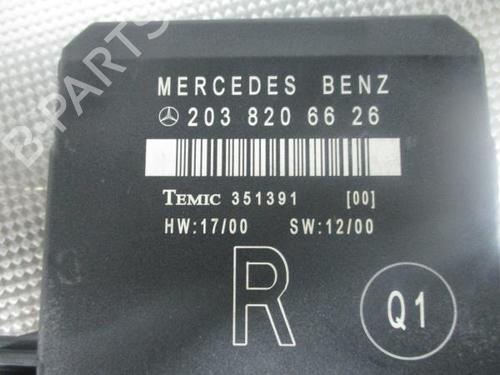 B-PARTS
MERCEDES BENZ
203 820 66 26
TEMIC 351391 [00]
HW:17/00 SW:12/00
R
Q1